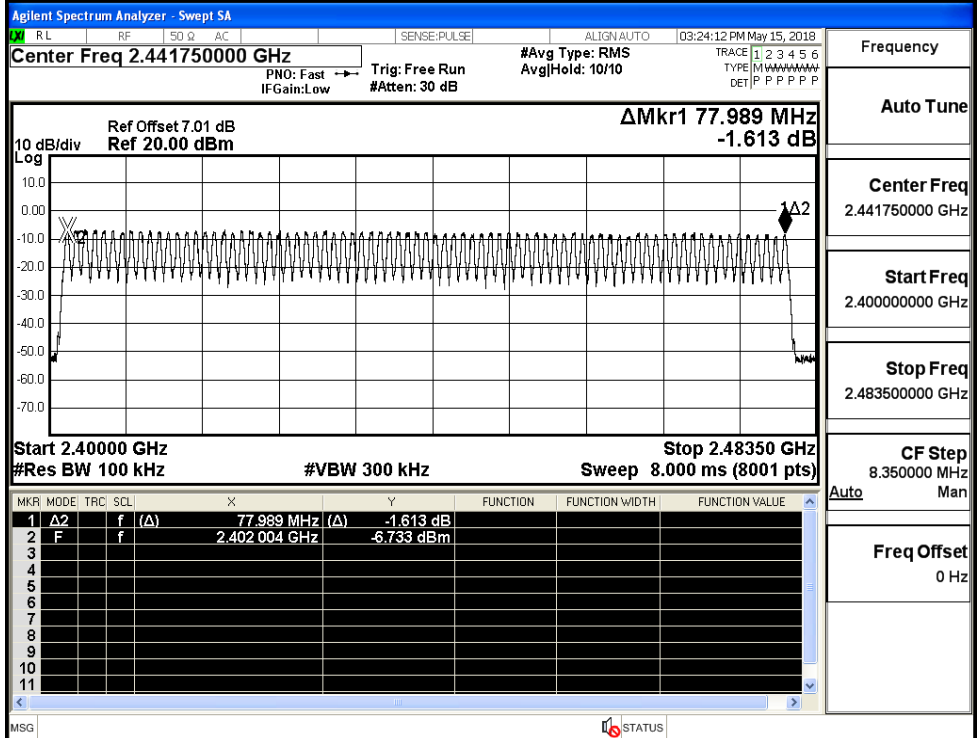 Agilent Spectrum Analyzer - Swept SA
LXI RL RF 50 Ω AC SENSE:PULSE ALIGN AUTO 03:24:12 PM May 15, 2018
Center Freq 2.441750000 GHz
PNO: Fast
IFGain:Low
Trig: Free Run
#Atten: 30 dB
#Avg Type: RMS
Avg|Hold: 10/10
TRACE 1 2 3 4 5 6
TYPE M W W W W W
DET P P P P P P
Ref Offset 7.01 dB
10 dB/div Ref 20.00 dBm
Log
ΔMkr1 77.989 MHz
-1.613 dB
10.0
0.00
-10.0
-20.0
-30.0
-40.0
-50.0
-60.0
-70.0
2
1Δ2
Start 2.40000 GHz Stop 2.48350 GHz
#Res BW 100 kHz #VBW 300 kHz Sweep 8.000 ms (8001 pts)
MKR MODE TRC SCL X Y FUNCTION FUNCTION WIDTH FUNCTION VALUE
1 Δ2 f (Δ) 77.989 MHz (Δ) -1.613 dB
2 F f 2.402 004 GHz -6.733 dBm
3
4
5
6
7
8
9
10
11
MSG STATUS
Frequency
Auto Tune
Center Freq
2.441750000 GHz
Start Freq
2.400000000 GHz
Stop Freq
2.483500000 GHz
CF Step
8.350000 MHz
Auto Man
Freq Offset
0 Hz